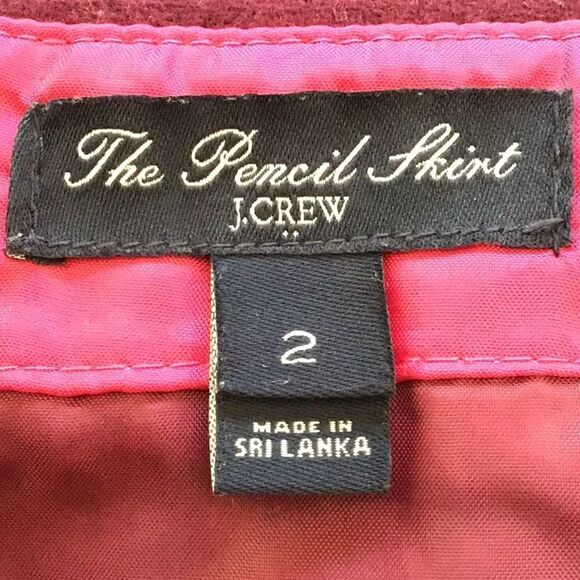 The Pencil Skirt
J.CREW
2
MADE IN
SRI LANKA